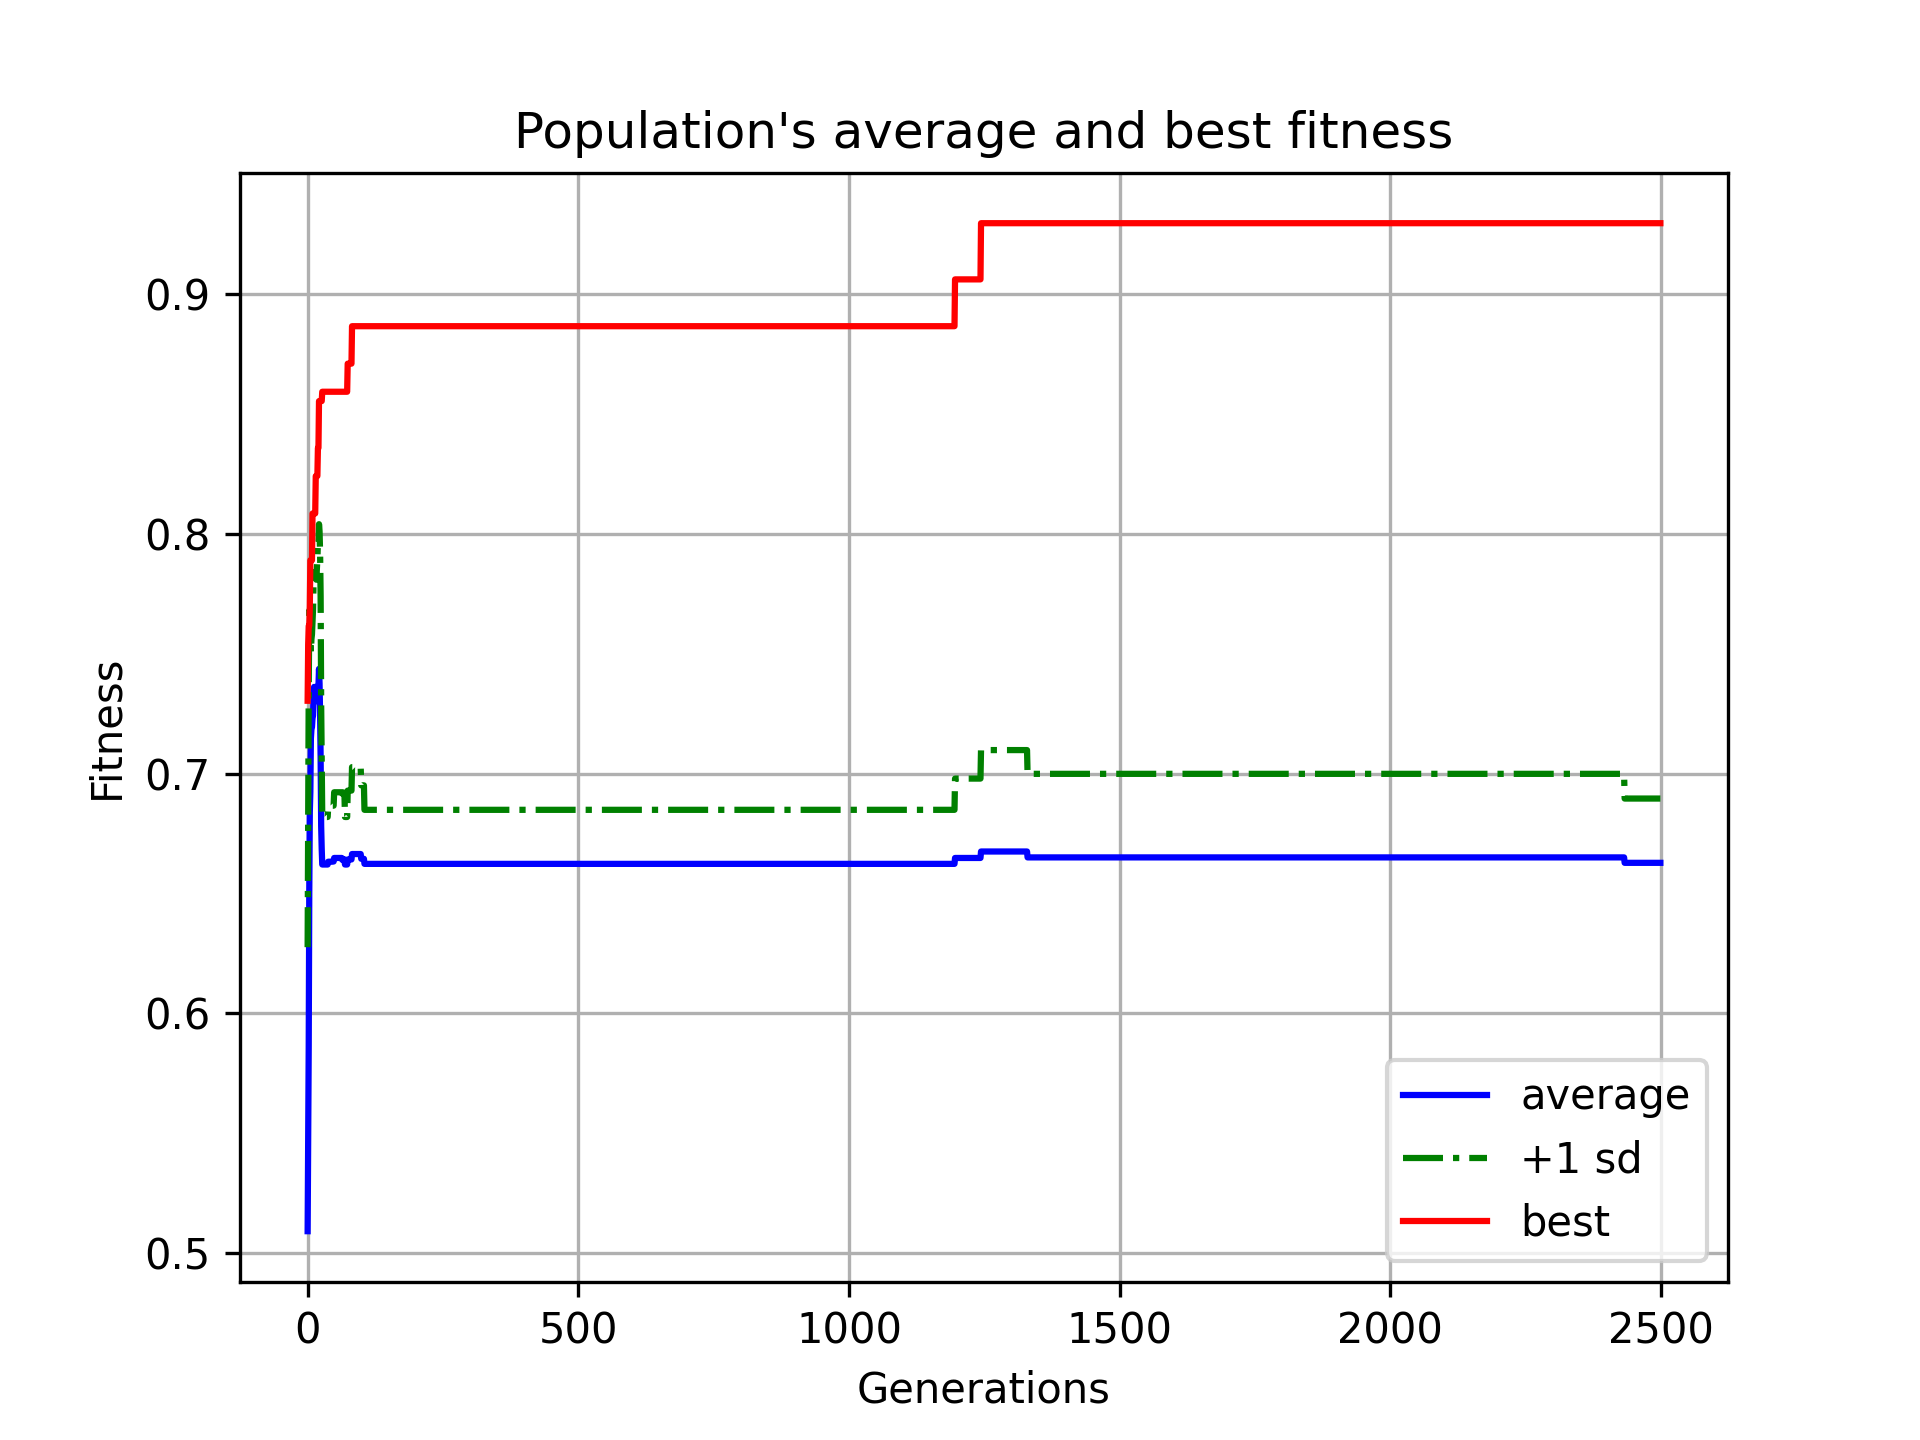 Population's average and best fitness
Fitness
0.9
0.8
0.7
0.6
0.5
average
+1 sd
best
0 500 1000 1500 2000 2500
Generations